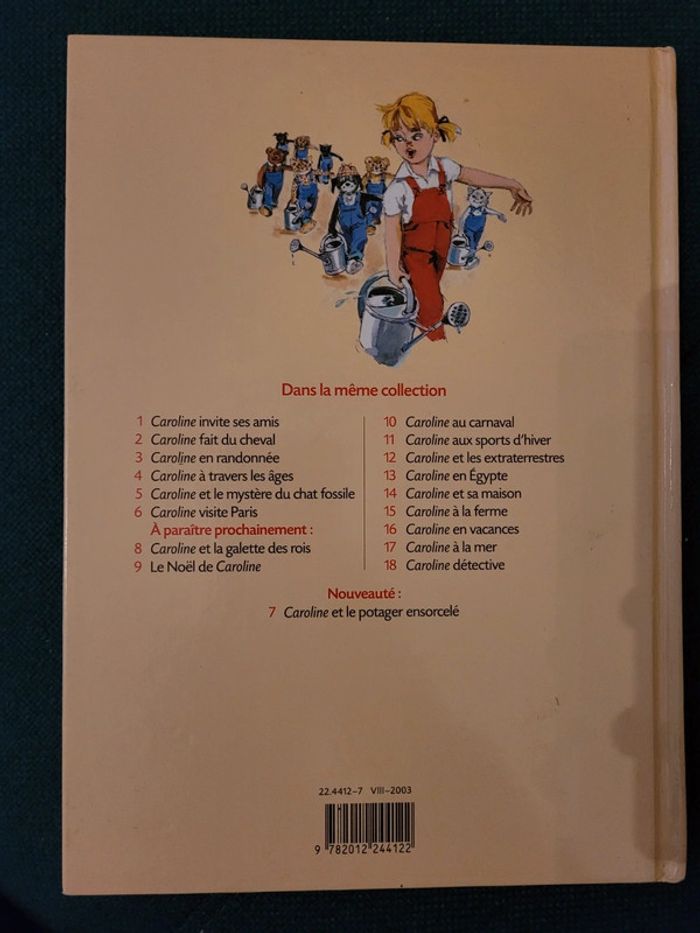 Dans la même collection
1 Caroline invite ses amis
2 Caroline fait du cheval
3 Caroline en randonnée
4 Caroline à travers les âges
5 Caroline et le mystère du chat fossile
6 Caroline visite Paris
À paraître prochainement :
8 Caroline et la galette des rois
9 Le Noël de Caroline
10 Caroline au carnaval
11 Caroline aux sports d'hiver
12 Caroline et les extraterrestres
13 Caroline en Égypte
14 Caroline et sa maison
15 Caroline à la ferme
16 Caroline en vacances
17 Caroline à la mer
18 Caroline détective
Nouveauté :
7 Caroline et le potager ensorcelé
22.4412-7 VIII-2003
9 782012 244122